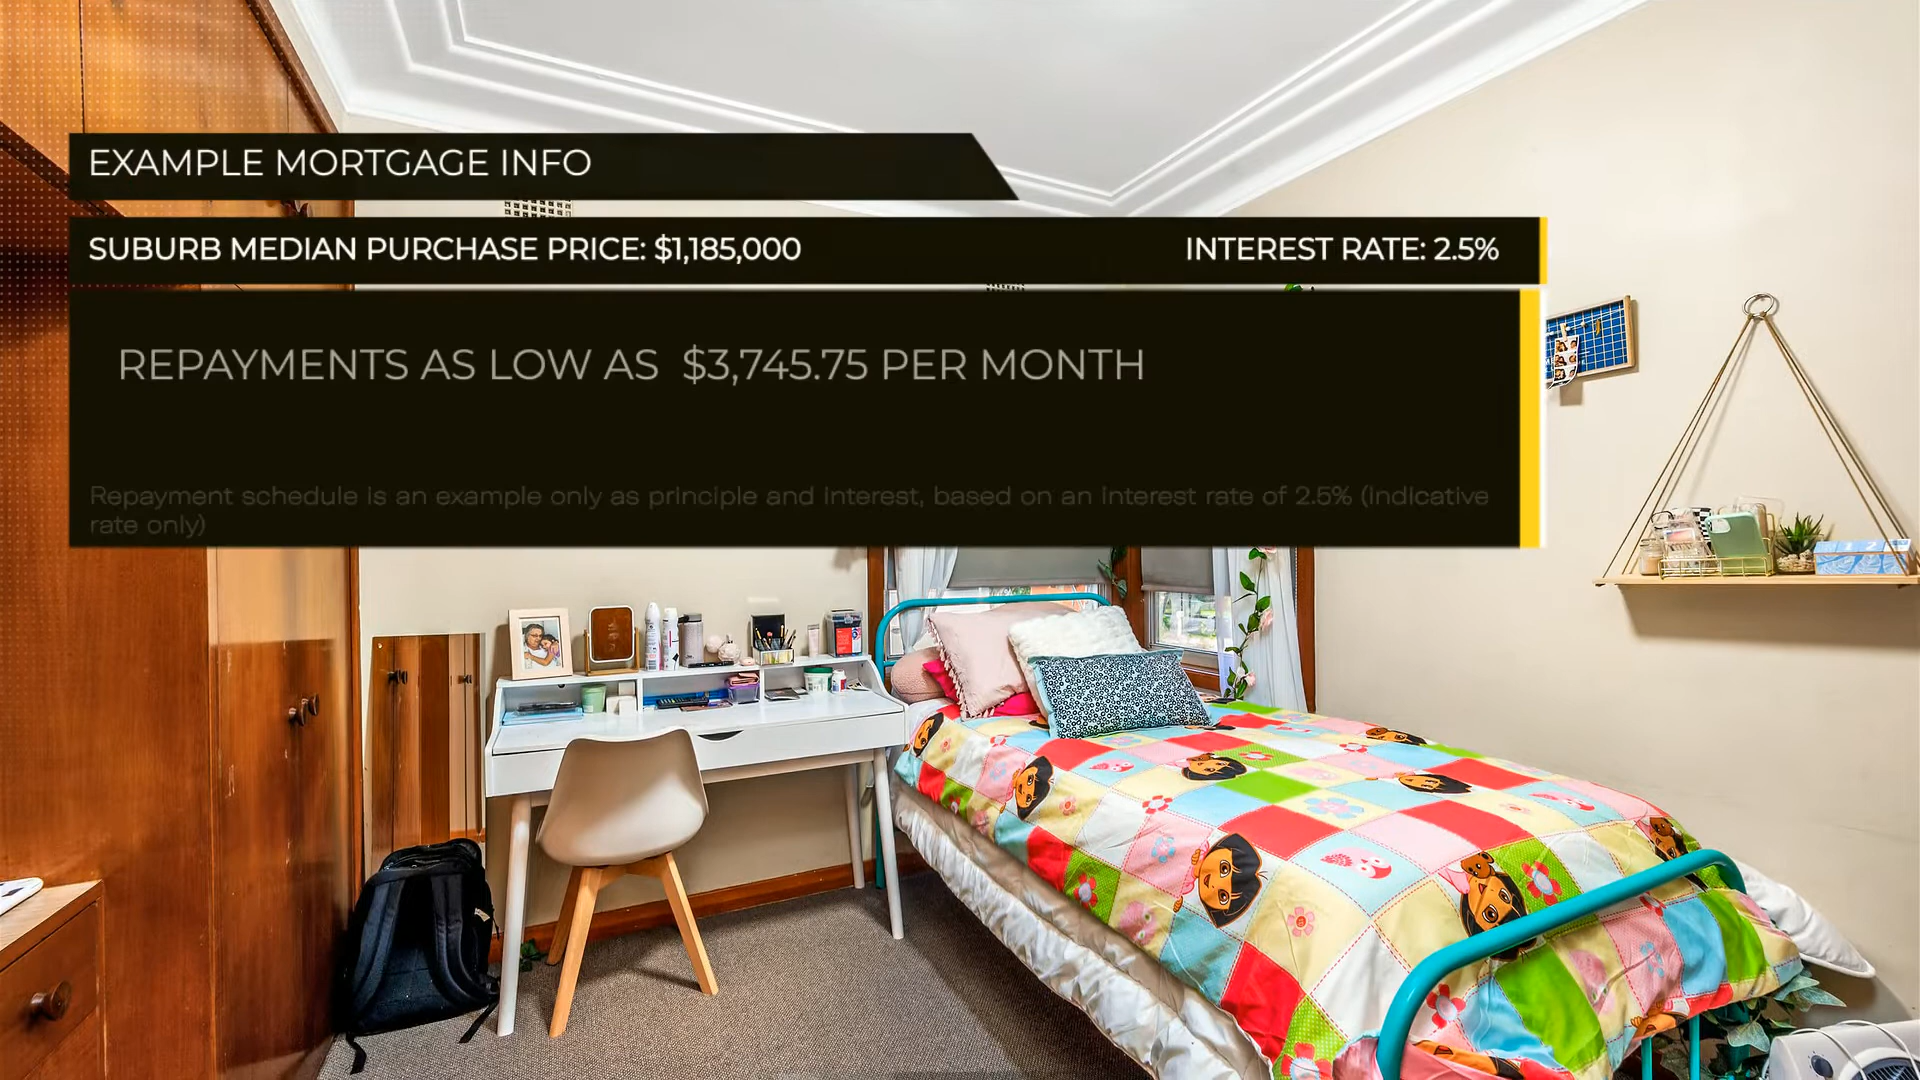 EXAMPLE MORTGAGE INFO
SUBURB MEDIAN PURCHASE PRICE: $1,185,000 INTEREST RATE: 2.5%
REPAYMENTS AS LOW AS $3,745.75 PER MONTH
Repayment schedule is an example only as principle and interest, based on an interest rate of 2.5% (indicative
rate only)